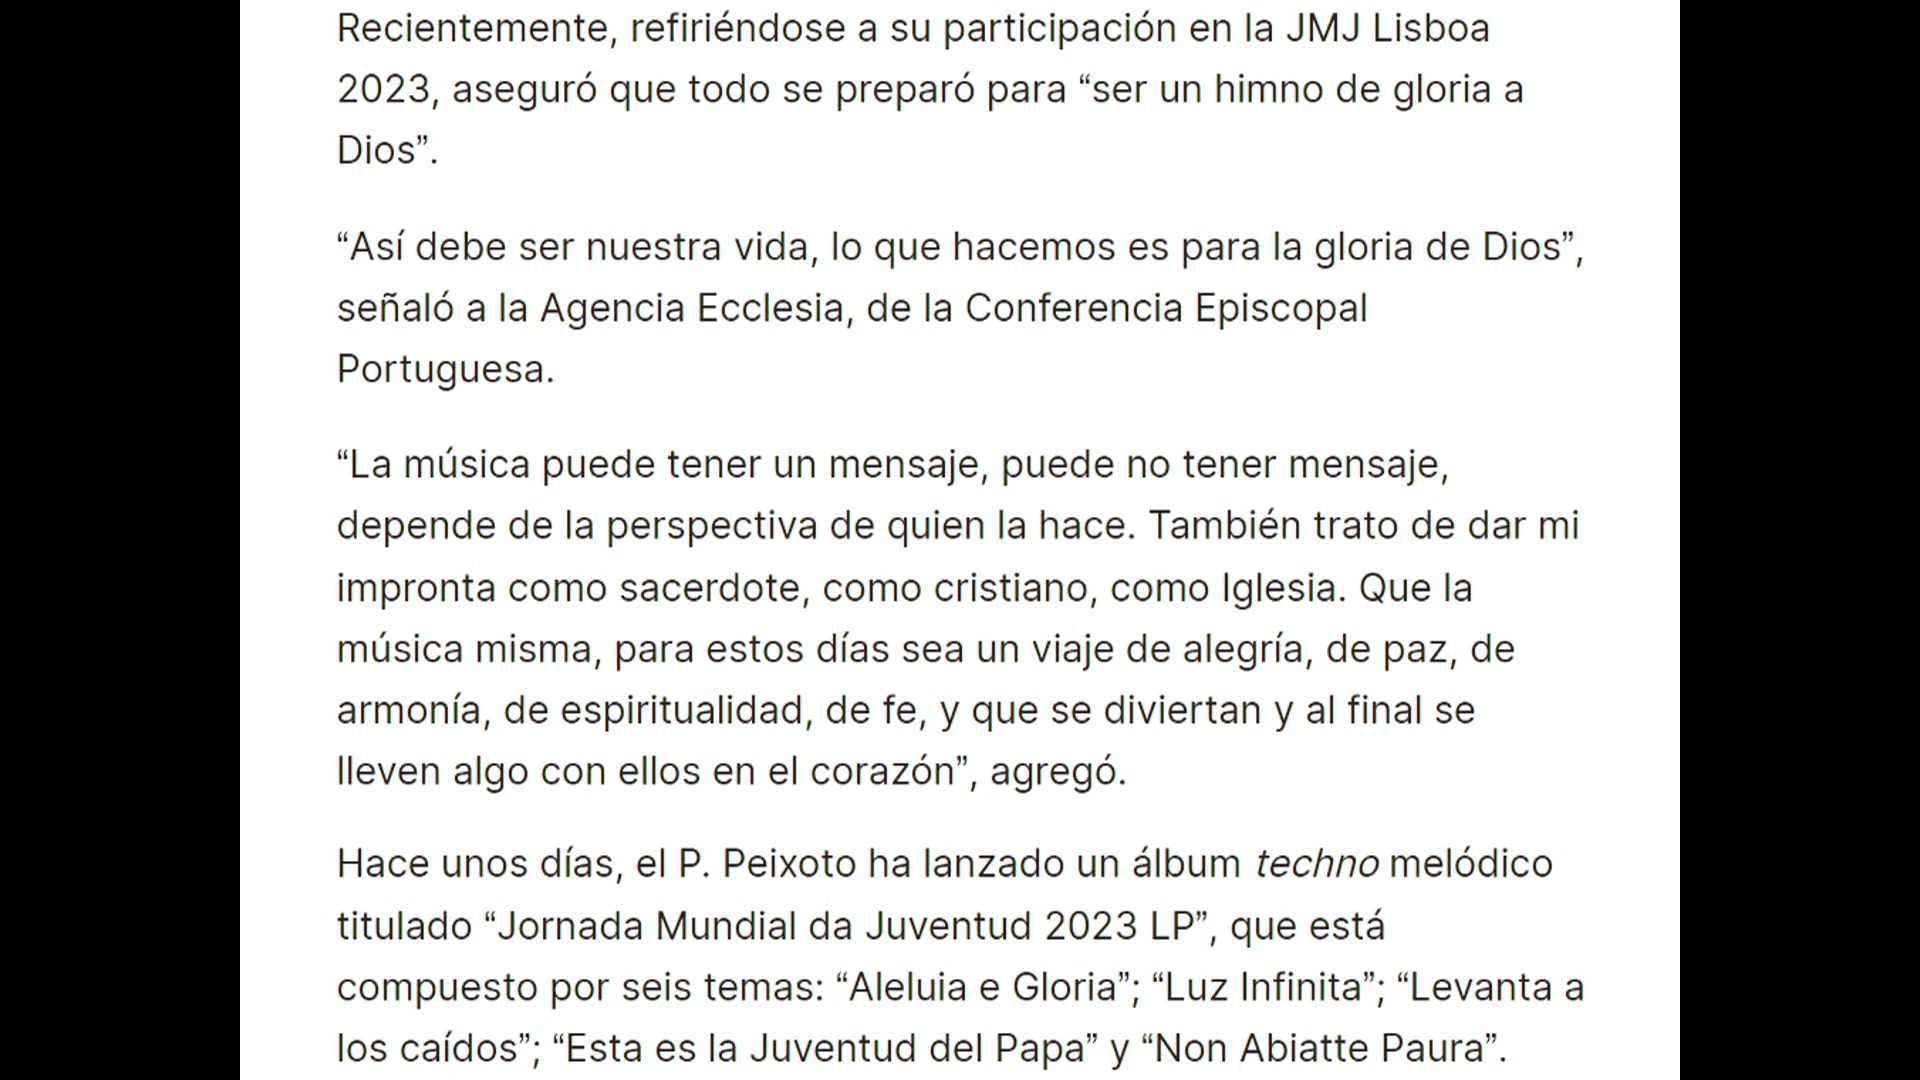 Recientemente, refiriéndose a su participación en la JMJ Lisboa
2023, aseguró que todo se preparó para “ser un himno de gloria a
Dios”.
“Así debe ser nuestra vida, lo que hacemos es para la gloria de Dios”,
señaló a la Agencia Ecclesia, de la Conferencia Episcopal
Portuguesa.
“La música puede tener un mensaje, puede no tener mensaje,
depende de la perspectiva de quien la hace. También trato de dar mi
impronta como sacerdote, como cristiano, como Iglesia. Que la
música misma, para estos días sea un viaje de alegría, de paz, de
armonía, de espiritualidad, de fe, y que se diviertan y al final se
lleven algo con ellos en el corazón”, agregó.
Hace unos días, el P. Peixoto ha lanzado un álbum techno melódico
titulado “Jornada Mundial da Juventud 2023 LP”, que está
compuesto por seis temas: “Aleluia e Gloria”; “Luz Infinita”; “Levanta a
los caídos”; “Esta es la Juventud del Papa” y “Non Abiatte Paura”.